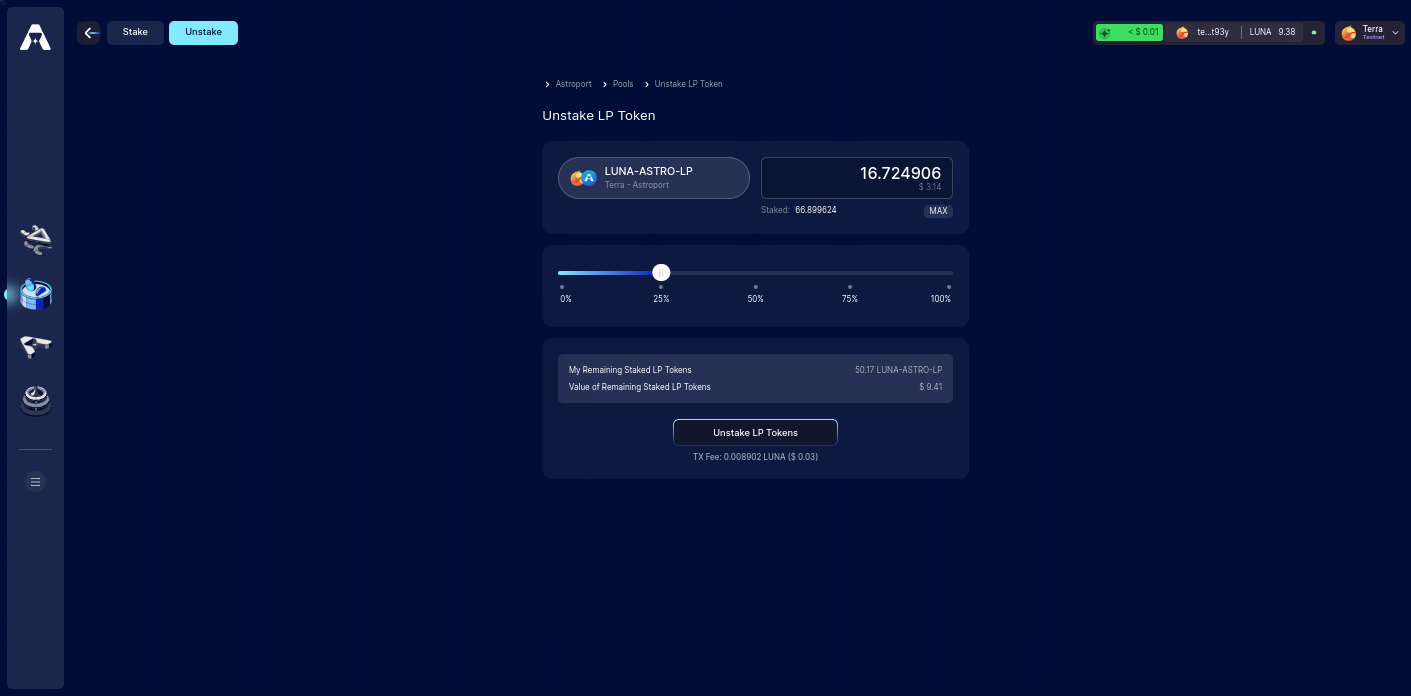 Stake
Unstake
< $ 0.01
te...t93y
LUNA 9.38
Terra
Testnet
Astroport
Pools
Unstake LP Token
Unstake LP Token
LUNA-ASTRO-LP
Terra - Astroport
16.724906
$ 3.14
Staked: 66.899624
MAX
0%
25%
50%
75%
100%
My Remaining Staked LP Tokens
50.17 LUNA-ASTRO-LP
Value of Remaining Staked LP Tokens
$ 9.41
Unstake LP Tokens
TX Fee: 0.008902 LUNA ($ 0.03)